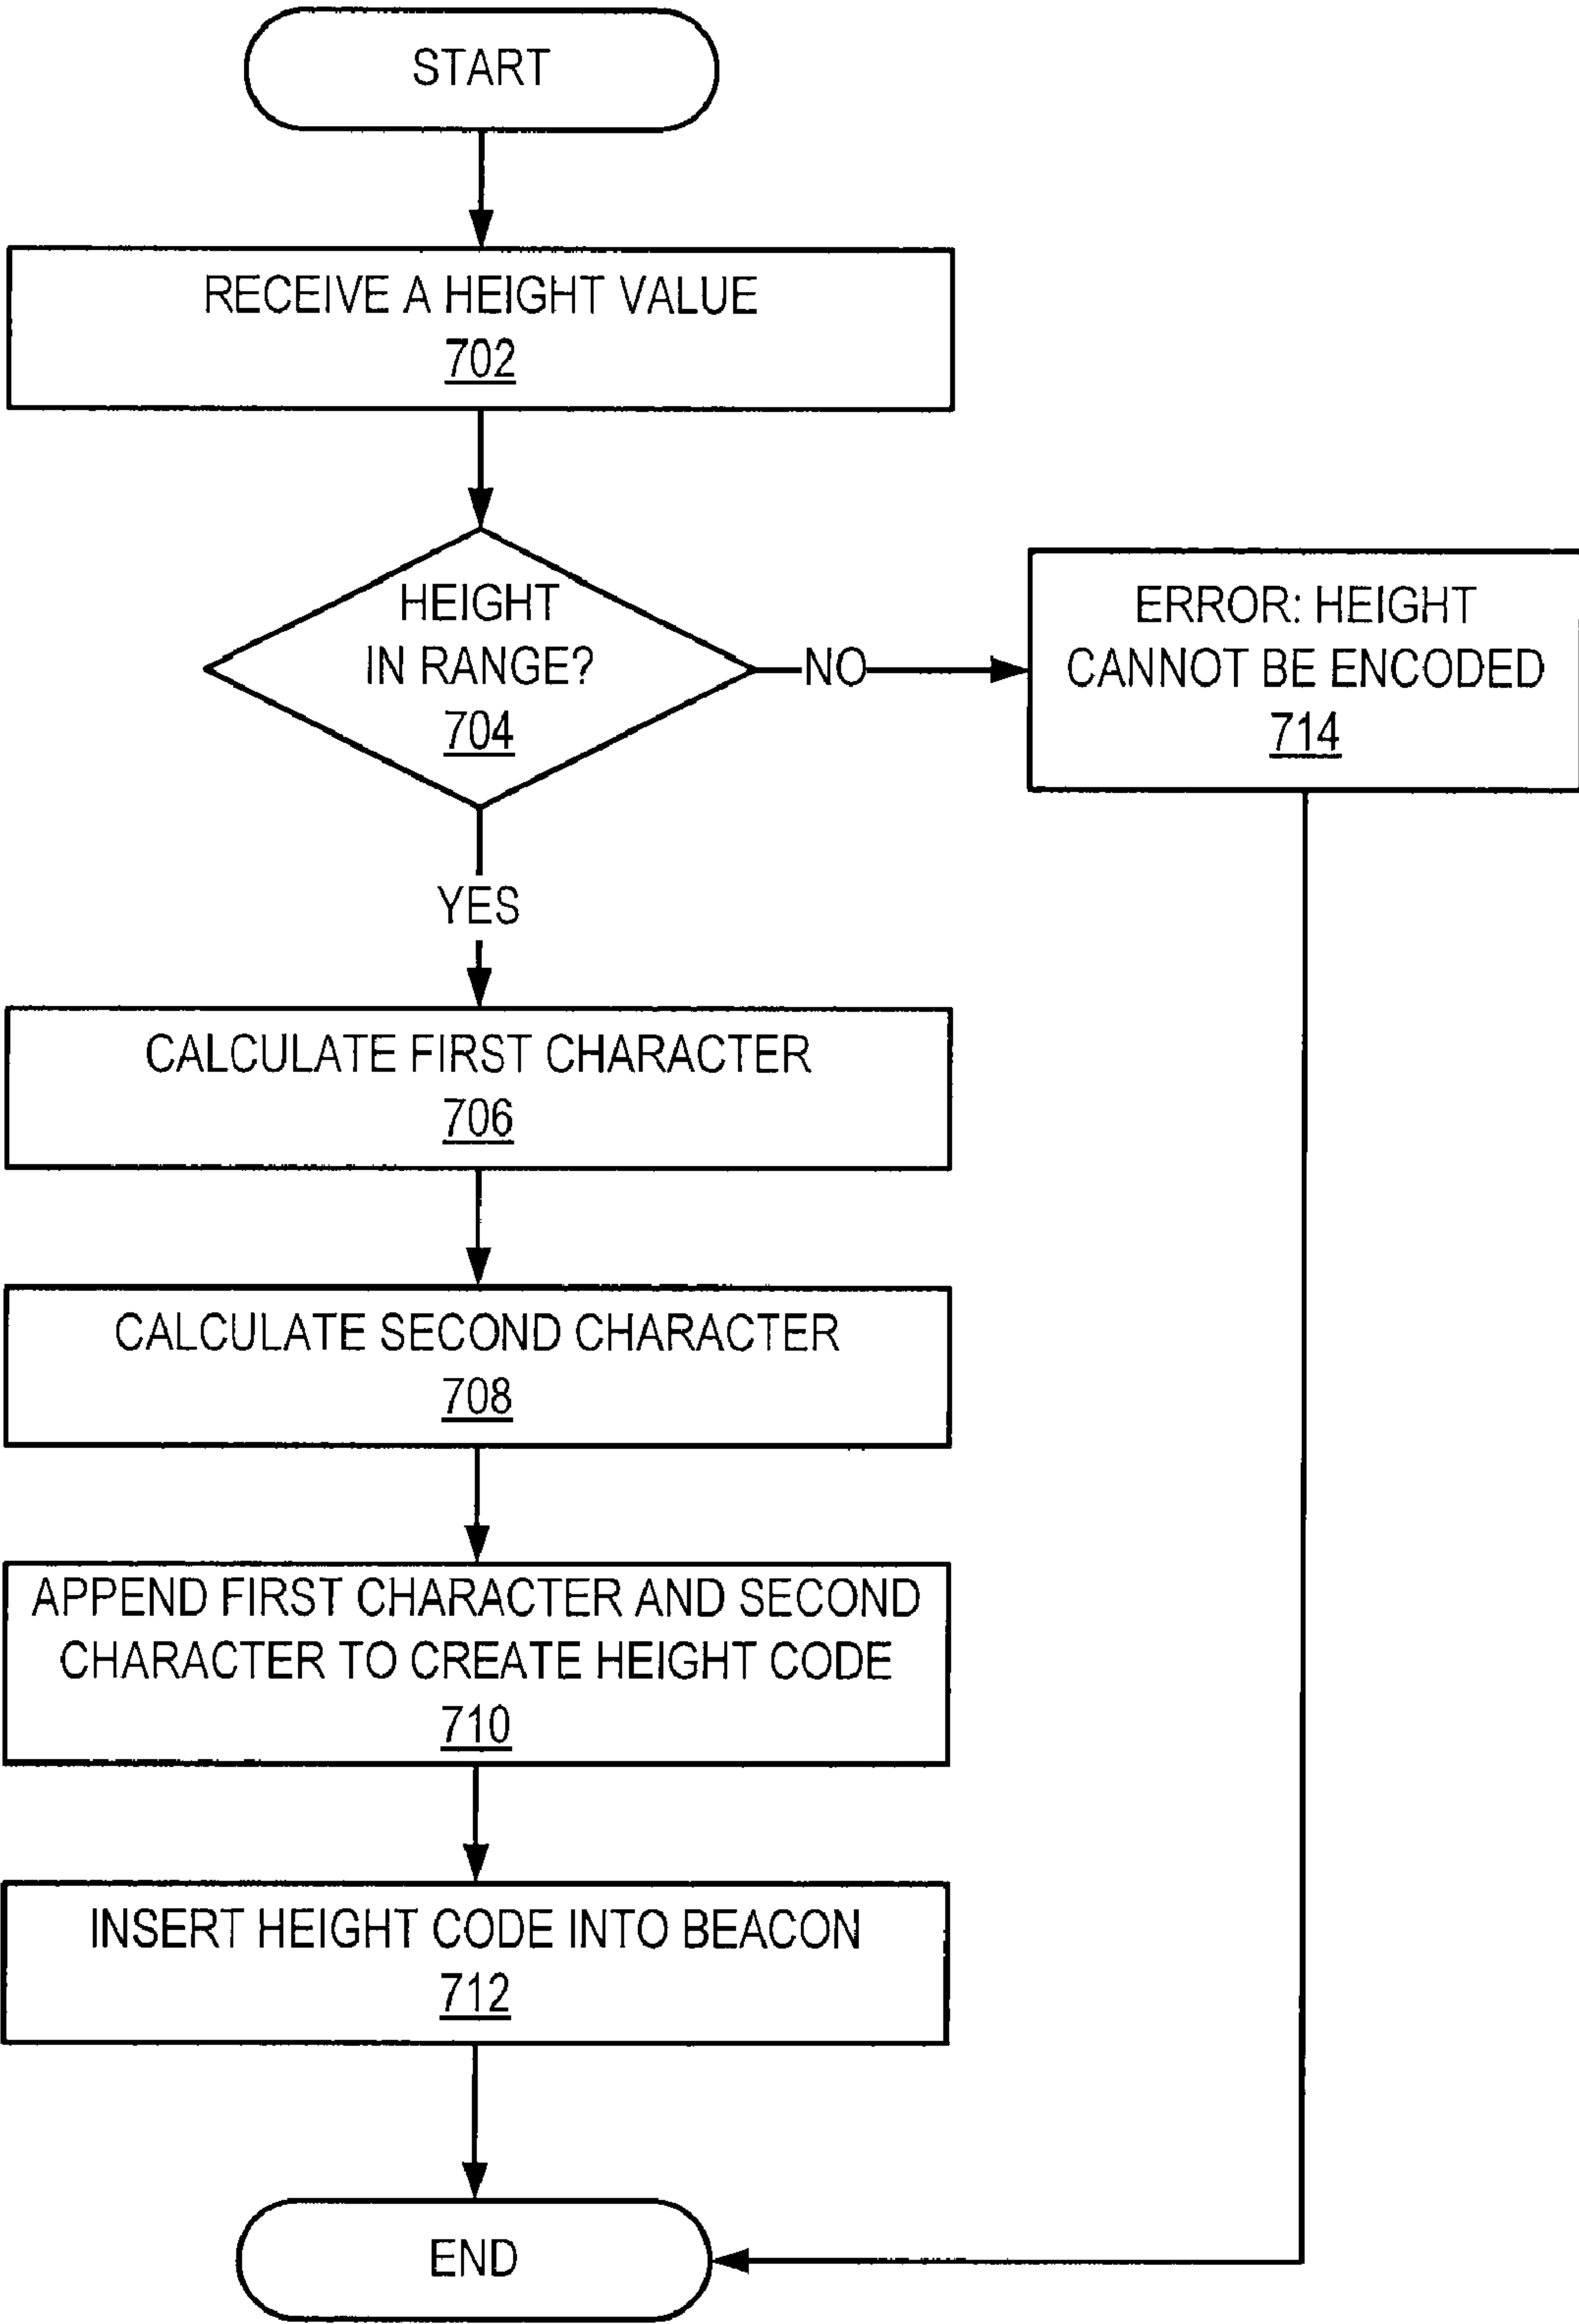 START
RECEIVE A HEIGHT VALUE
702
HEIGHT
IN RANGE?
704
NO
ERROR: HEIGHT
CANNOT BE ENCODED
714
YES
CALCULATE FIRST CHARACTER
706
CALCULATE SECOND CHARACTER
708
APPEND FIRST CHARACTER AND SECOND
CHARACTER TO CREATE HEIGHT CODE
710
INSERT HEIGHT CODE INTO BEACON
712
END